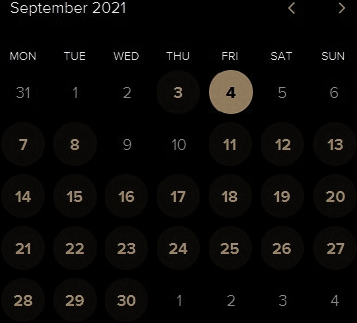 September 2021 < >
MON TUE WED THU FRI SAT SUN
31 1 2 3 4 5 6
7 8 9 10 11 12 13
14 15 16 17 18 19 20
21 22 23 24 25 26 27
28 29 30 1 2 3 4